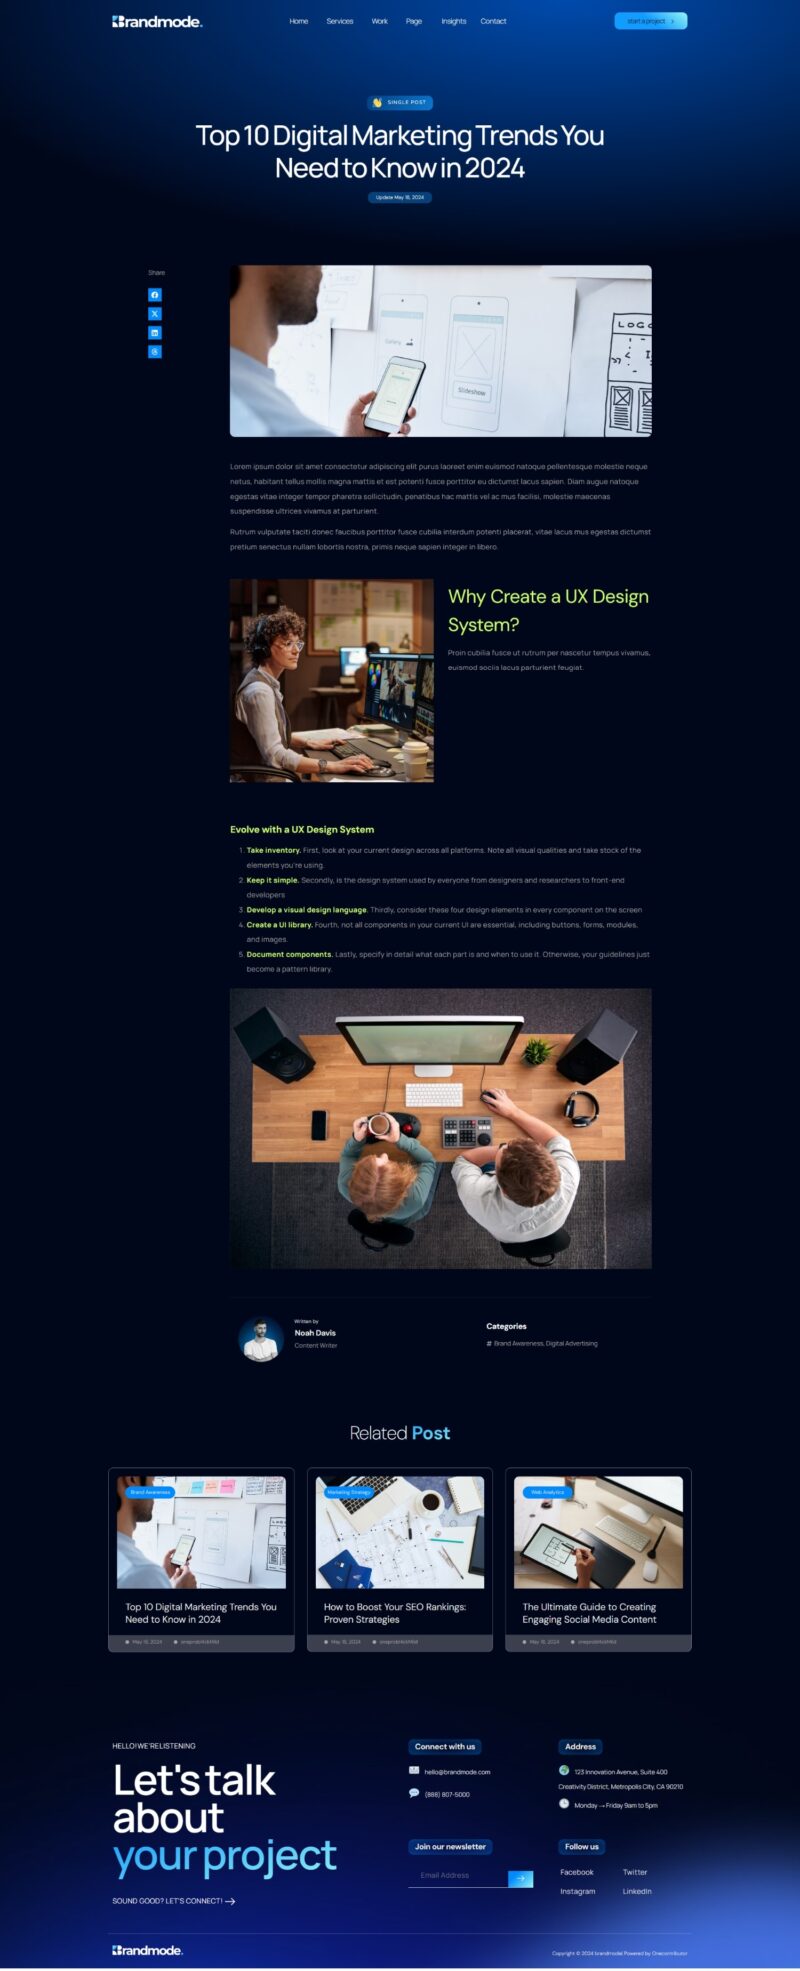 Brandmode.
Home Services Work Page Insights Contact
start a project
SINGLE POST
Top 10 Digital Marketing Trends You
Need to Know in 2024
Update May 18, 2024
Share
Gallery
Slideshow
LOGO
Lorem ipsum dolor sit amet consectetur adipiscing elit purus laoreet enim euismod natoque pellentesque molestie neque
netus, habitant tellus mollis magna mattis et est potenti fusce porttitor eu dictumst lacus sapien. Diam augue natoque
egestas vitae integer tempor pharetra sollicitudin, penatibus hac mattis vel ac mus facilisi, molestie maecenas
suspendisse ultrices vivamus at parturient.
Rutrum vulputate taciti donec faucibus porttitor fusce cubilia interdum potenti placerat, vitae lacus mus egestas dictumst
pretium senectus nullam lobortis nostra, primis neque sapien integer in libero.
Why Create a UX Design
System?
Proin cubilia fusce ut rutrum per nascetur tempus vivamus,
euismod sociis lacus parturient feugiat.
Evolve with a UX Design System
1. Take inventory. First, look at your current design across all platforms. Note all visual qualities and take stock of the
elements you're using.
2. Keep it simple. Secondly, is the design system used by everyone from designers and researchers to front-end
developers
3. Develop a visual design language. Thirdly, consider these four design elements in every component on the screen
4. Create a UI library. Fourth, not all components in your current UI are essential, including buttons, forms, modules,
and images.
5. Document components. Lastly, specify in detail what each part is and when to use it. Otherwise, your guidelines just
become a pattern library.
Written by
Noah Davis
Content Writer
Categories
# Brand Awareness, Digital Advertising
Related Post
Brand Awareness
Top 10 Digital Marketing Trends You
Need to Know in 2024
May 18, 2024
Marketing Strategy
How to Boost Your SEO Rankings:
Proven Strategies
May 18, 2024
Web Analytics
The Ultimate Guide to Creating
Engaging Social Media Content
May 18, 2024
HELLO! WE'RE LISTENING
Let's talk
about
your project
SOUND GOOD? LET'S CONNECT!
Connect with us
hello@brandmode.com
(888) 807-5000
Address
123 Innovation Avenue, Suite 400
Creativity District, Metropolis City, CA 90210
Monday → Friday 9am to 5pm
Join our newsletter
Email Address
Follow us
Facebook Twitter
Instagram LinkedIn
Brandmode.
Copyright © 2024 brandmode| Powered by Onecontributor